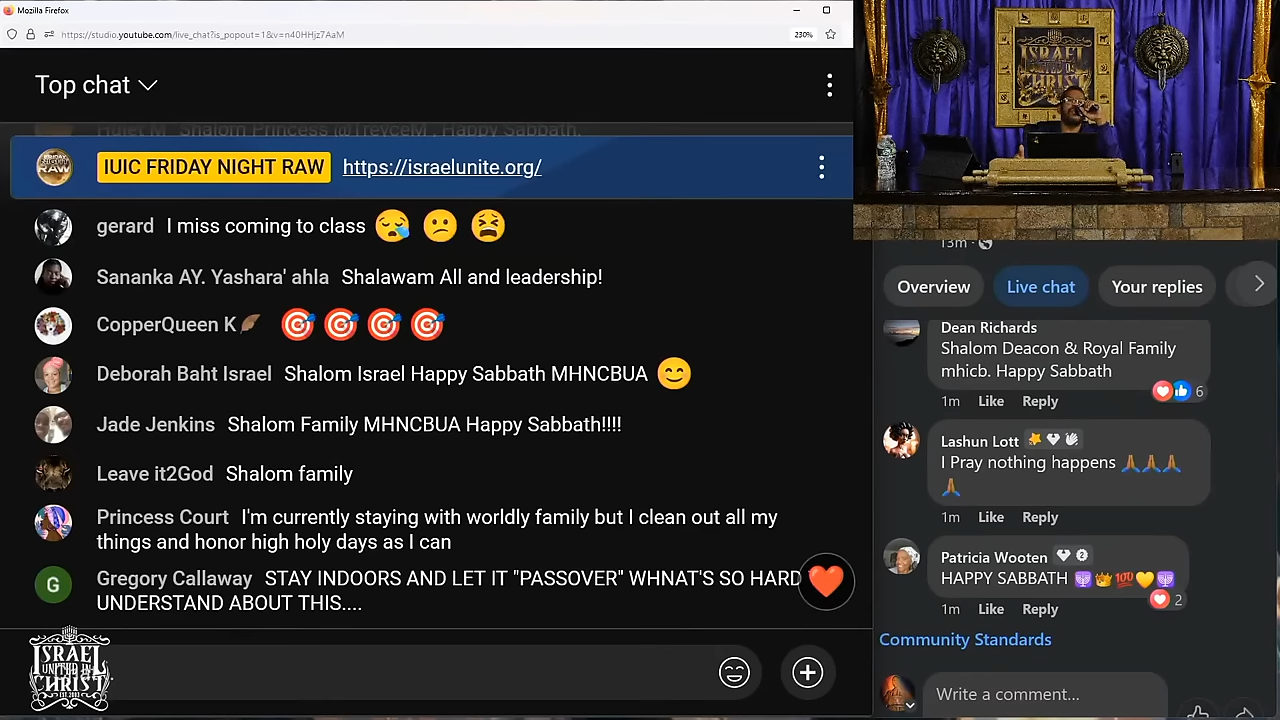 Mozilla Firefox
https://studio.youtube.com/live_chat?is_popout=1&v=n40HHjz7AaM
230%
Top chat
Hulet M Shalom Princess @TreyceM . Happy Sabbath.
IUIC FRIDAY NIGHT RAW https://israelunite.org/
gerard I miss coming to class 😪 😕 😫
Sananka AY. Yashara' ahla Shalawam All and leadership!
CopperQueen K🍂 🎯 🎯 🎯 🎯
Deborah Baht Israel Shalom Israel Happy Sabbath MHNCBUA 😊
Jade Jenkins Shalom Family MHNCBUA Happy Sabbath!!!!
Leave it2God Shalom family
Princess Court I'm currently staying with worldly family but I clean out all my
things and honor high holy days as I can
G
Gregory Callaway STAY INDOORS AND LET IT "PASSOVER" WHNAT'S SO HARD
UNDERSTAND ABOUT THIS....
ISRAEL
UNITED IN
CHRIST
EST. 2003
ISRAEL
UNITED IN
CHRIST
13m
Overview Live chat Your replies
Dean Richards
Shalom Deacon & Royal Family
mhicb. Happy Sabbath
6
1m Like Reply
Lashun Lott
I Pray nothing happens 🙏🙏🙏
🙏
1m Like Reply
Patricia Wooten
HAPPY SABBATH 🕎👑💯💛🕎
2
1m Like Reply
Community Standards
Write a comment...